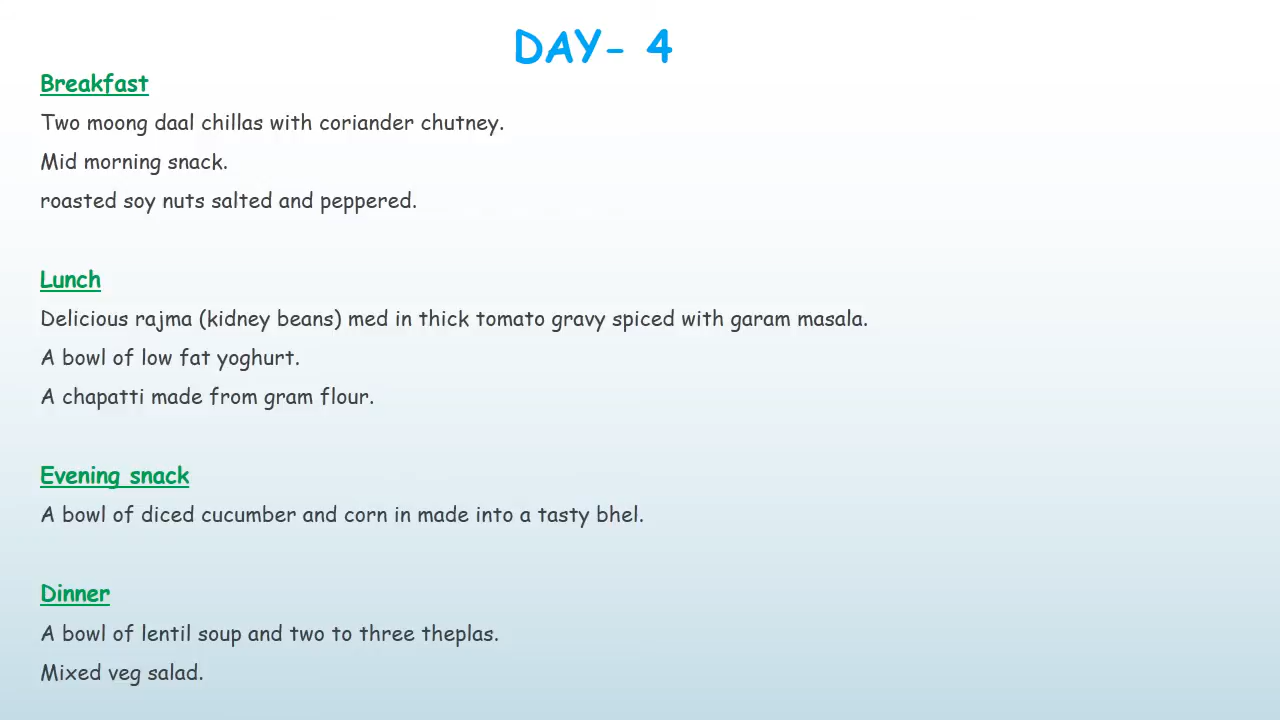 DAY- 4
Breakfast
Two moong daal chillas with coriander chutney.
Mid morning snack.
roasted soy nuts salted and peppered.
Lunch
Delicious rajma (kidney beans) med in thick tomato gravy spiced with garam masala.
A bowl of low fat yoghurt.
A chapatti made from gram flour.
Evening snack
A bowl of diced cucumber and corn in made into a tasty bhel.
Dinner
A bowl of lentil soup and two to three theplas.
Mixed veg salad.